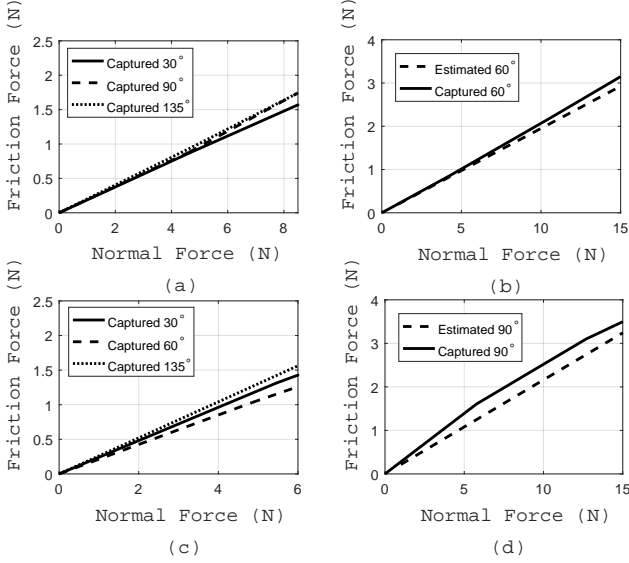 Friction Force (N)
2.5
2
1.5
1
0.5
0
Captured 30°
Captured 90°
Captured 135°
0 2 4 6 8
Normal Force (N)
(a)
Friction Force (N)
4
3
2
1
0
Estimated 60°
Captured 60°
0 5 10 15
Normal Force (N)
(b)
Friction Force (N)
2.5
2
1.5
1
0.5
0
Captured 30°
Captured 60°
Captured 135°
0 2 4 6
Normal Force (N)
(c)
Friction Force (N)
4
3
2
1
0
Estimated 90°
Captured 90°
0 5 10 15
Normal Force (N)
(d)